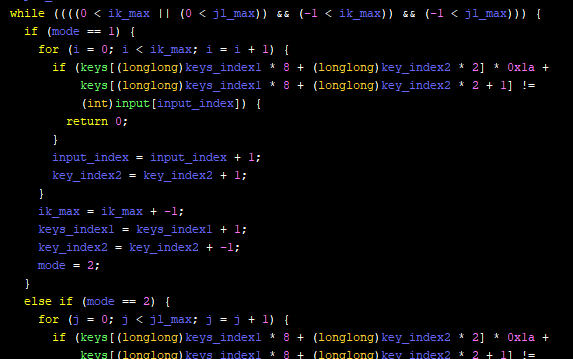 while ((((0 < ik_max || (0 < jl_max)) && (-1 < ik_max)) && (-1 < jl_max))) {
if (mode == 1) {
for (i = 0; i < ik_max; i = i + 1) {
if (keys[(longlong)keys_index1 * 8 + (longlong)key_index2 * 2] * 0x1a +
keys[(longlong)keys_index1 * 8 + (longlong)key_index2 * 2 + 1] !=
(int)input[input_index]) {
return 0;
}
input_index = input_index + 1;
key_index2 = key_index2 + 1;
}
ik_max = ik_max + -1;
keys_index1 = keys_index1 + 1;
key_index2 = key_index2 + -1;
mode = 2;
}
else if (mode == 2) {
for (j = 0; j < jl_max; j = j + 1) {
if (keys[(longlong)keys_index1 * 8 + (longlong)key_index2 * 2] * 0x1a +
keys[(longlong)keys_index1 * 8 + (longlong)key_index2 * 2 + 1] !=